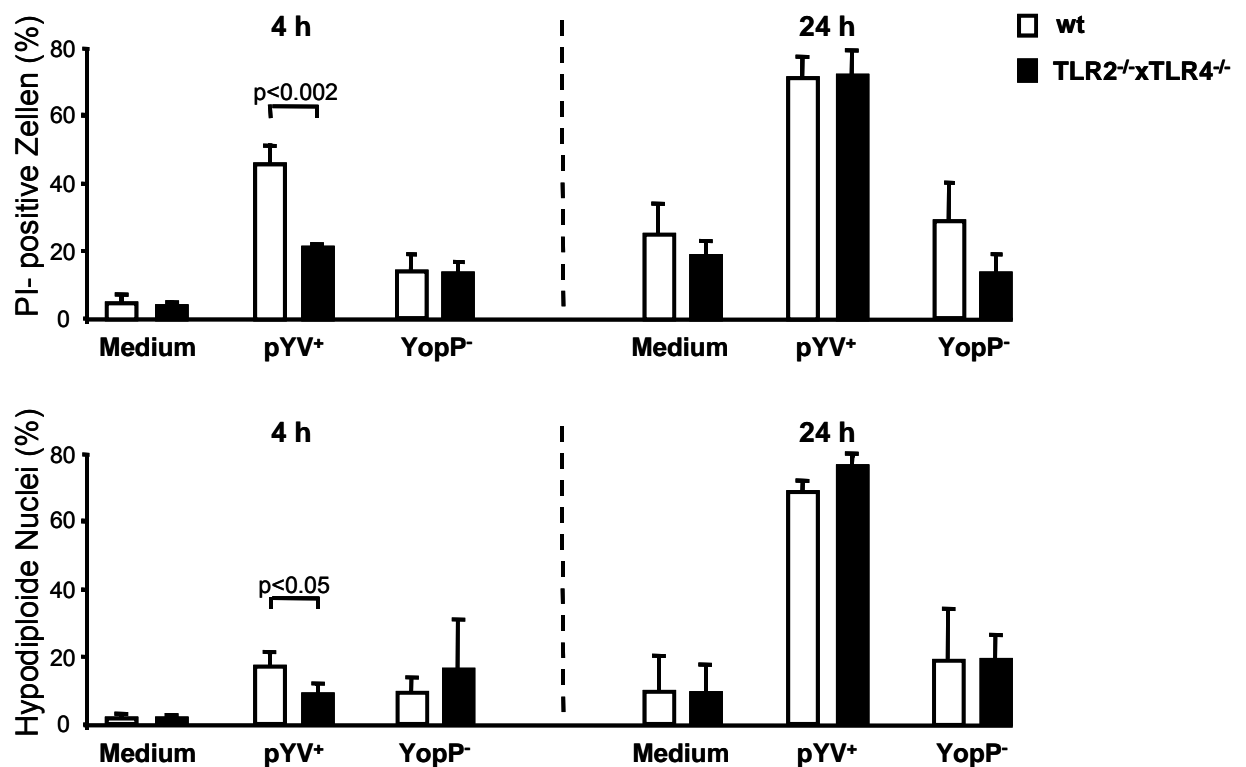 4 h
24 h
wt
TLR2-/-xTLR4-/-
PI- positive Zellen (%)
80
60
40
20
0
p<0.002
Medium pYV+ YopP- Medium pYV+ YopP-
4 h
24 h
Hypodiploide Nuclei (%)
80
60
40
20
0
p<0.05
Medium pYV+ YopP- Medium pYV+ YopP-